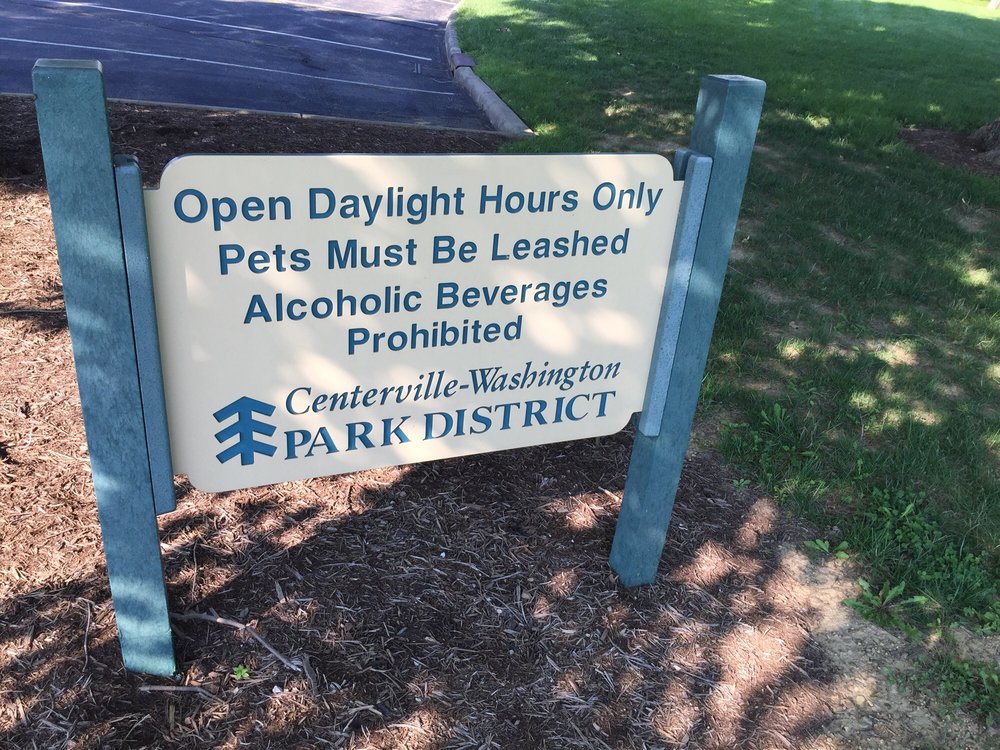 Open Daylight Hours Only
Pets Must Be Leashed
Alcoholic Beverages
Prohibited
Centerville-Washington
PARK DISTRICT